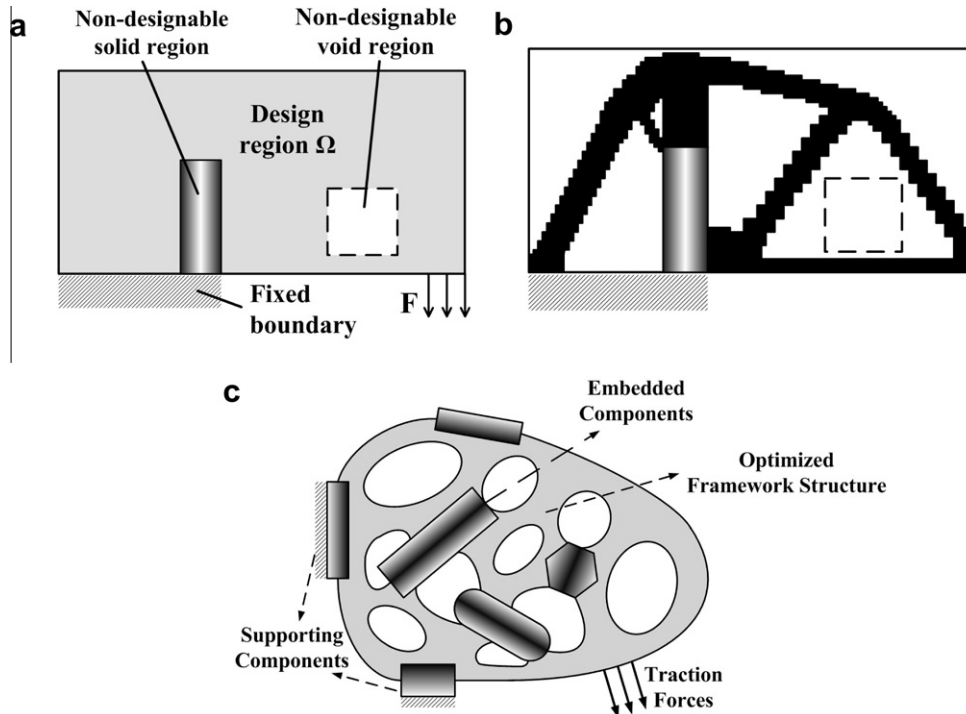 a
Non-designable
solid region
Non-designable
void region
Design
region Ω
Fixed
boundary
F
b
c
Embedded
Components
Optimized
Framework Structure
Supporting
Components
Traction
Forces